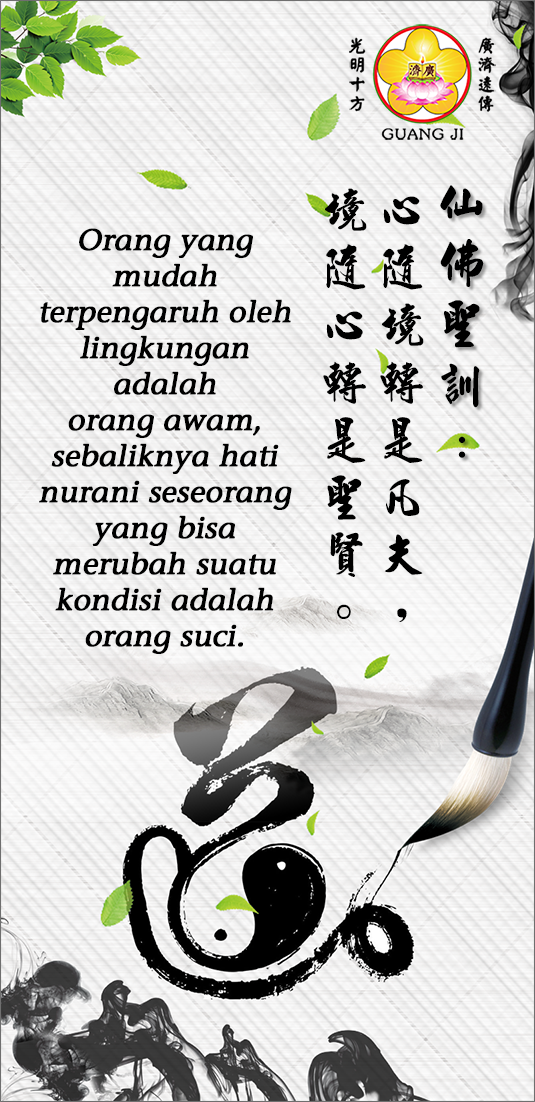 廣濟遠傳
光明十方
廣濟
GUANG JI
仙佛聖訓：
心隨境轉是凡夫，
境隨心轉是聖賢。
Orang yang
mudah
terpengaruh oleh
lingkungan
adalah
orang awam,
sebaliknya hati
nurani seseorang
yang bisa
merubah suatu
kondisi adalah
orang suci.